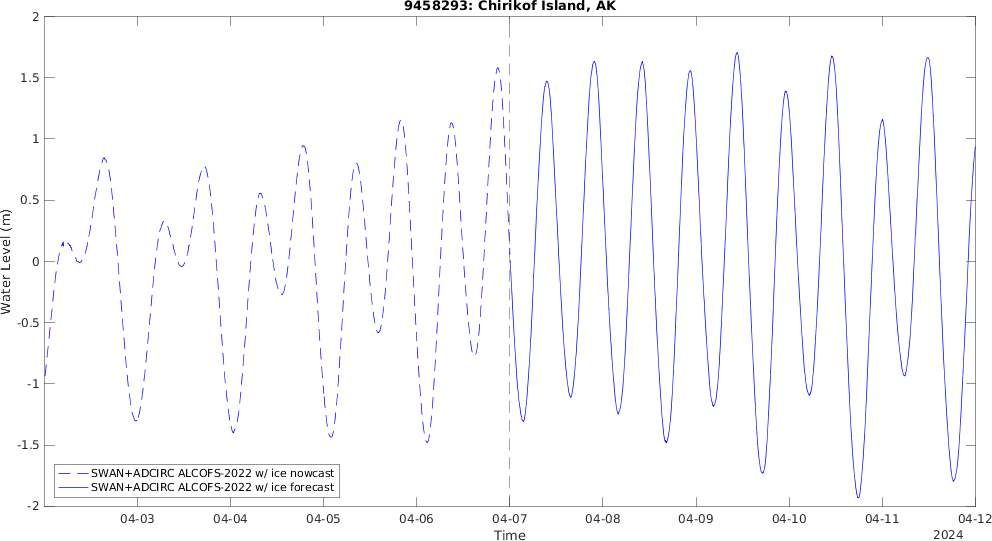 9458293: Chirikof Island, AK
Water Level (m)
2
1.5
1
0.5
0
-0.5
-1
-1.5
-2
SWAN+ADCIRC ALCOFS-2022 w/ ice nowcast
SWAN+ADCIRC ALCOFS-2022 w/ ice forecast
04-03 04-04 04-05 04-06 04-07 04-08 04-09 04-10 04-11 04-12
Time
2024